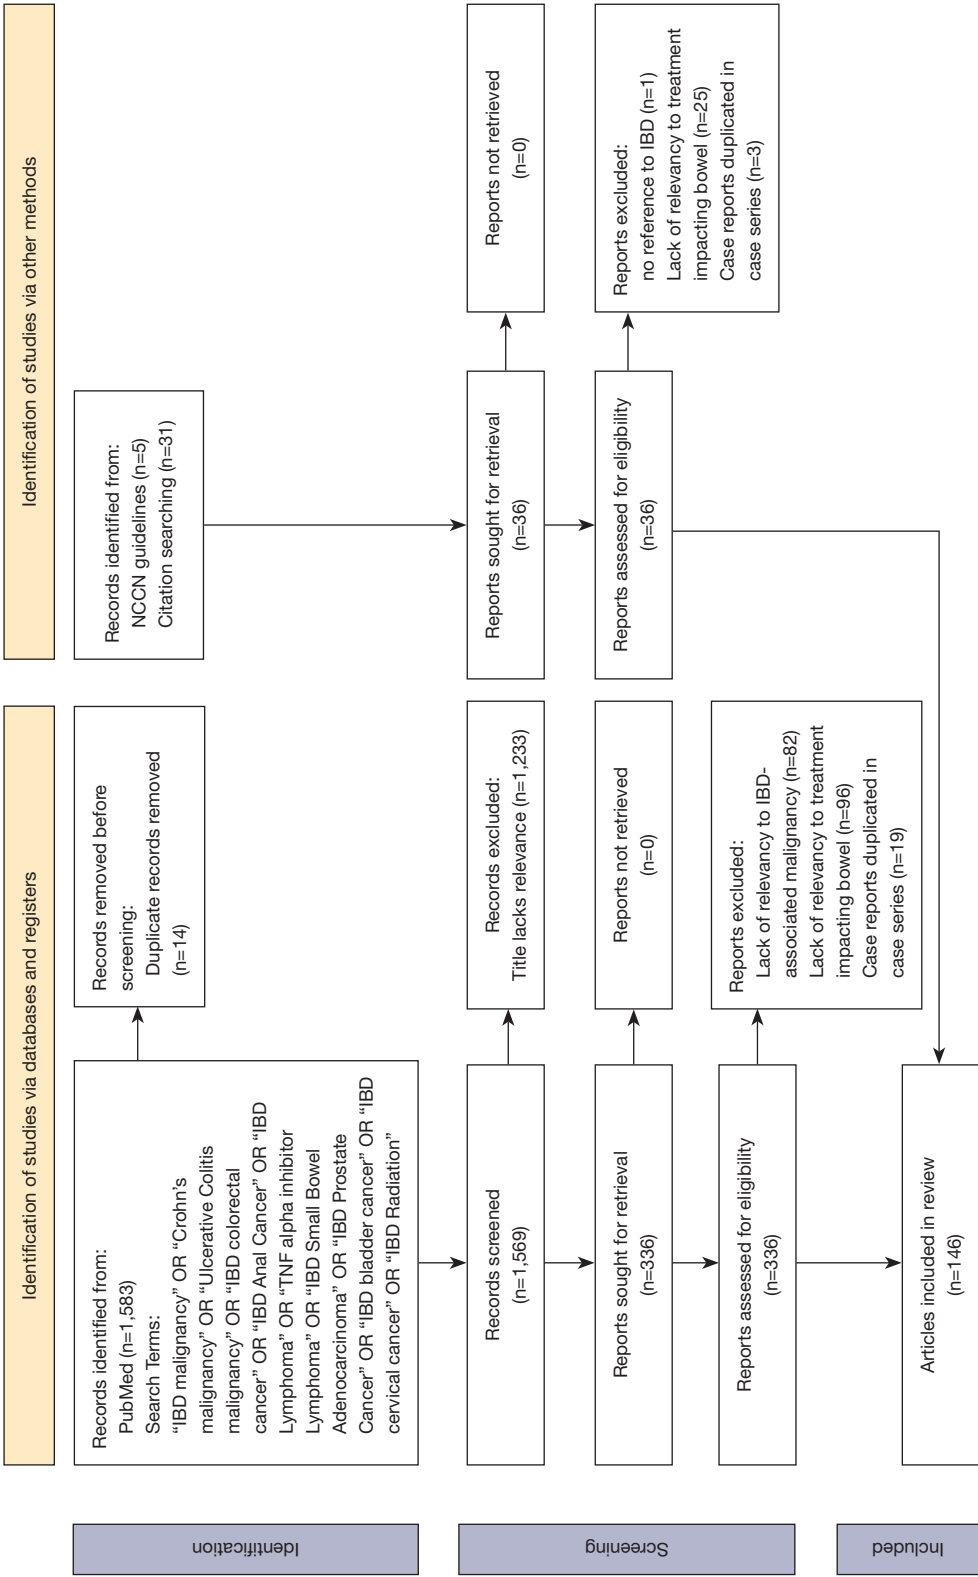 Identification of studies via databases and registers
Identification of studies via other methods
Identification
Records identified from:
PubMed (n=1,583)
Search Terms:
“IBD malignancy” OR “Crohn’s
malignancy” OR “Ulcerative Colitis
malignancy” OR “IBD colorectal
cancer” OR “IBD Anal Cancer” OR “IBD
Lymphoma” OR “TNF alpha inhibitor
Lymphoma” OR “IBD Small Bowel
Adenocarcinoma” OR “IBD Prostate
Cancer” OR “IBD bladder cancer” OR “IBD
cervical cancer” OR “IBD Radiation”
Records removed before
screening:
Duplicate records removed
(n=14)
Records identified from:
NCCN guidelines (n=5)
Citation searching (n=31)
Screening
Records screened
(n=1,569)
Records excluded:
Title lacks relevance (n=1,233)
Reports sought for retrieval
(n=36)
Reports not retrieved
(n=0)
Reports sought for retrieval
(n=336)
Reports not retrieved
(n=0)
Reports assessed for eligibility
(n=36)
Reports excluded:
no reference to IBD (n=1)
Lack of relevancy to treatment
impacting bowel (n=25)
Case reports duplicated in
case series (n=3)
Reports assessed for eligibility
(n=336)
Reports excluded:
Lack of relevancy to IBD-
associated malignancy (n=82)
Lack of relevancy to treatment
impacting bowel (n=96)
Case reports duplicated in
case series (n=19)
Included
Articles included in review
(n=146)